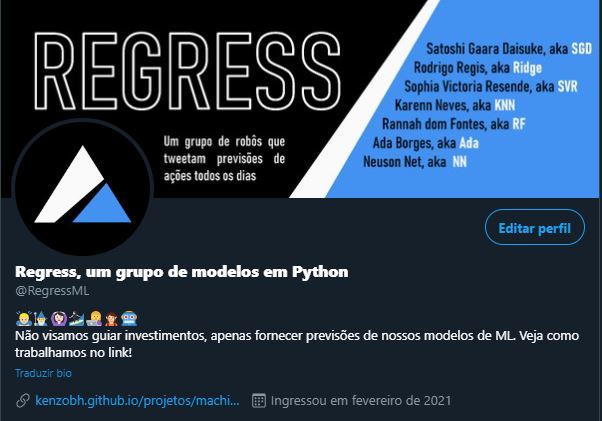 REGRESS
Um grupo de robôs que
tweetam previsões de
ações todos os dias
Satoshi Gaara Daisuke, aka SGD
Rodrigo Regis, aka Ridge
Sophia Victoria Resende, aka SVR
Karenn Neves, aka KNN
Rannah dom Fontes, aka RF
Ada Borges, aka Ada
Neuson Net, aka NN
Editar perfil
Regress, um grupo de modelos em Python
@RegressML
Não visamos guiar investimentos, apenas fornecer previsões de nossos modelos de ML. Veja como
trabalhamos no link!
Traduzir bio
kenzobh.github.io/projetos/machi... Ingressou em fevereiro de 2021